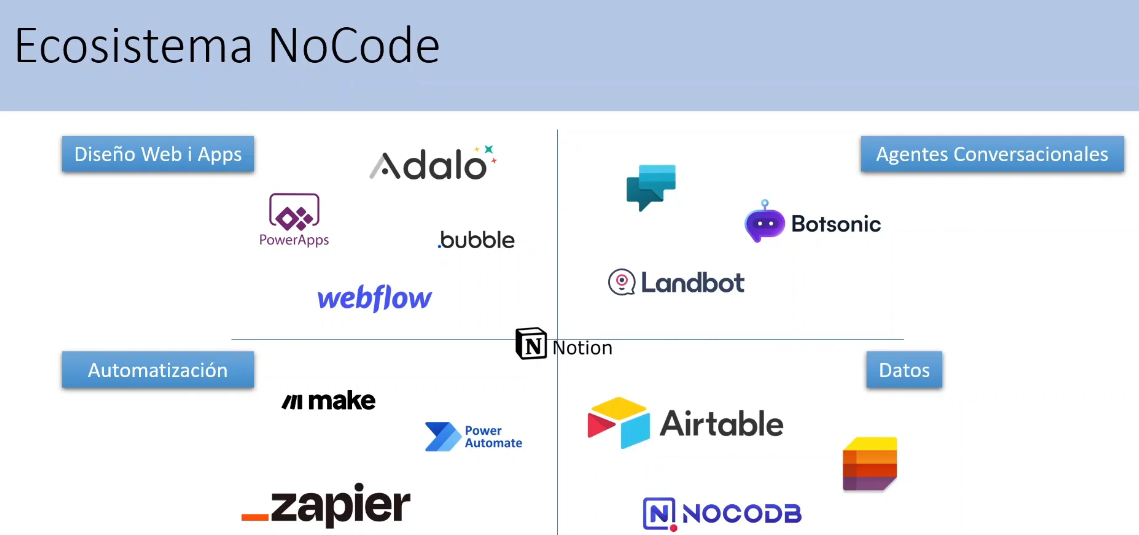 Ecosistema NoCode
Diseño Web i Apps
Adalo
PowerApps
.bubble
webflow
Agentes Conversacionales
Botsonic
Landbot
N Notion
Automatización
make
Power
Automate
_zapier
Datos
Airtable
N NOCODB